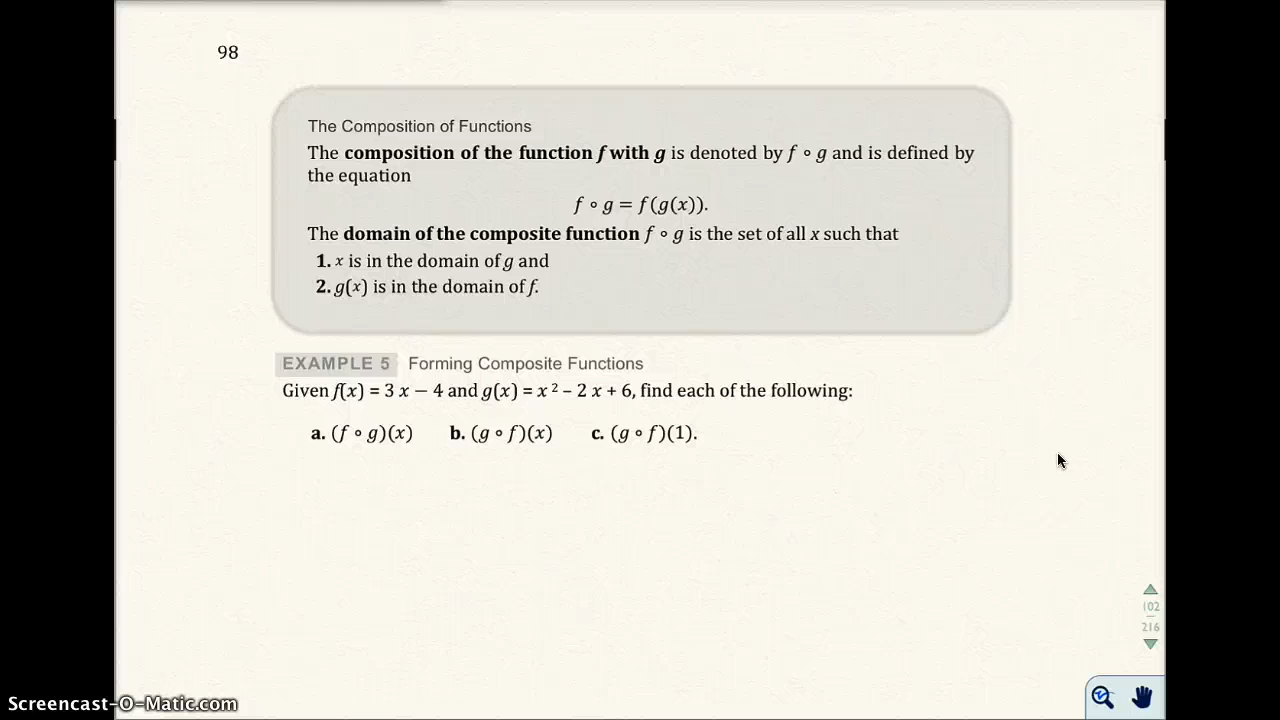 98
The Composition of Functions
The composition of the function f with g is denoted by f ∘ g and is defined by
the equation
f ∘ g = f(g(x)).
The domain of the composite function f ∘ g is the set of all x such that
1. x is in the domain of g and
2. g(x) is in the domain of f.
EXAMPLE 5 Forming Composite Functions
Given f(x) = 3 x − 4 and g(x) = x² – 2 x + 6, find each of the following:
a. (f ∘ g)(x) b. (g ∘ f)(x) c. (g ∘ f)(1).
102
216
Screencast-O-Matic.com